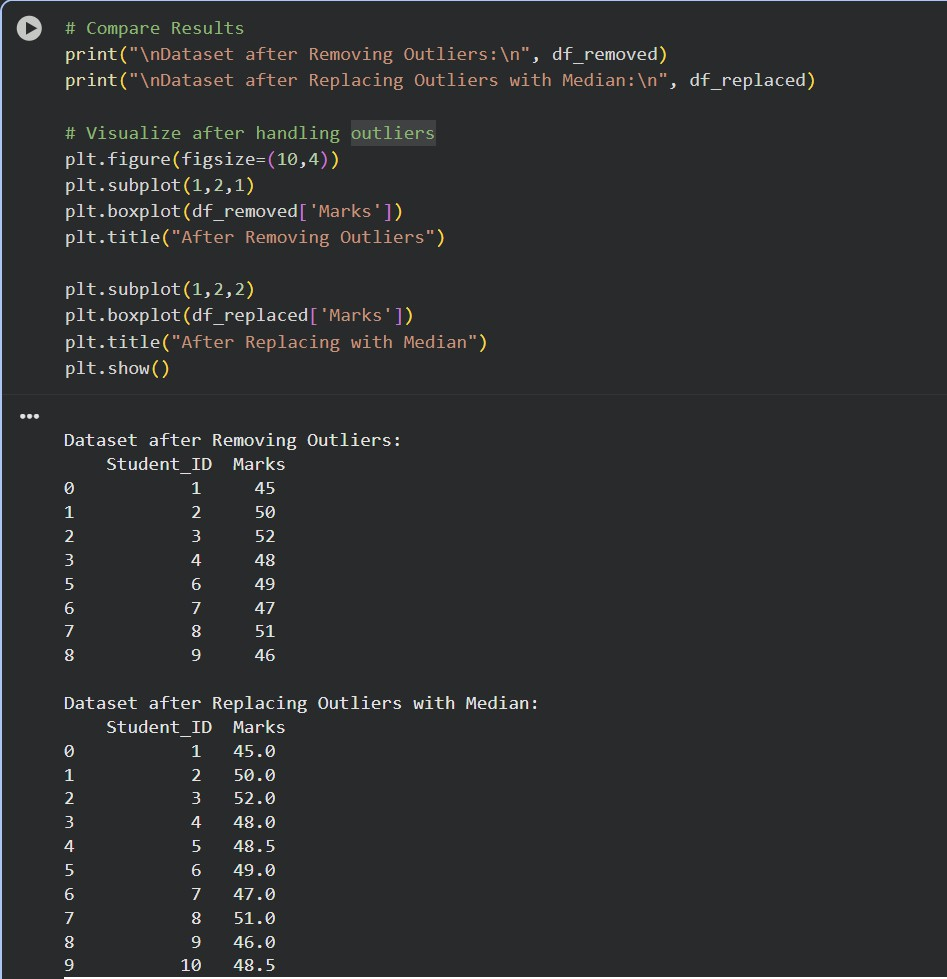 # Compare Results
print("\nDataset after Removing Outliers:\n", df_removed)
print("\nDataset after Replacing Outliers with Median:\n", df_replaced)

# Visualize after handling outliers
plt.figure(figsize=(10,4))
plt.subplot(1,2,1)
plt.boxplot(df_removed['Marks'])
plt.title("After Removing Outliers")

plt.subplot(1,2,2)
plt.boxplot(df_replaced['Marks'])
plt.title("After Replacing with Median")
plt.show()

Dataset after Removing Outliers:
    Student_ID  Marks
0           1     45
1           2     50
2           3     52
3           4     48
5           6     49
6           7     47
7           8     51
8           9     46

Dataset after Replacing Outliers with Median:
    Student_ID  Marks
0           1   45.0
1           2   50.0
2           3   52.0
3           4   48.0
4           5   48.5
5           6   49.0
6           7   47.0
7           8   51.0
8           9   46.0
9          10   48.5